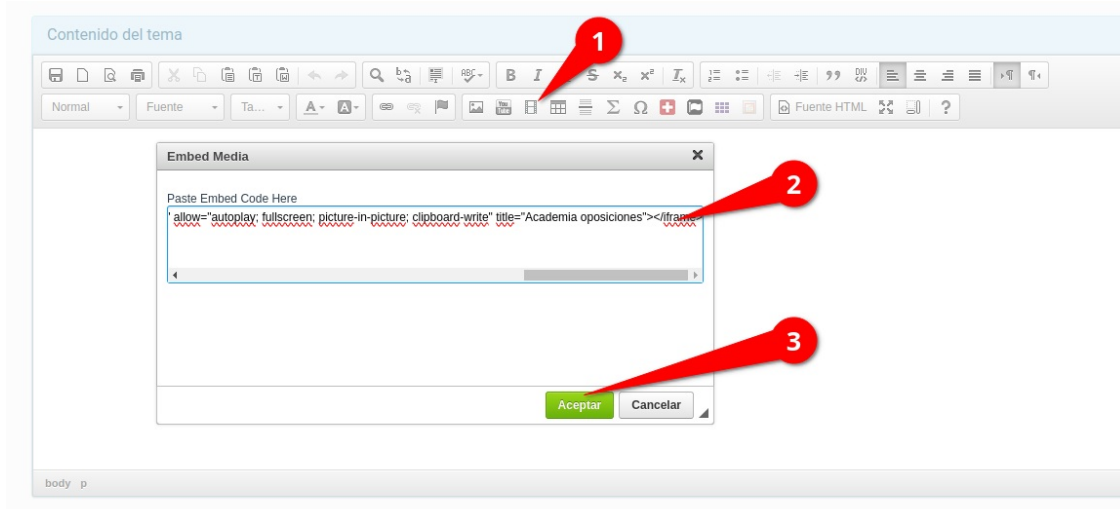 Contenido del tema
1
Normal Fuente Ta... A A Fuente HTML ?
Embed Media
2
Paste Embed Code Here
' allow="autoplay; fullscreen; picture-in-picture; clipboard-write" title="Academia oposiciones"></iframe>
3
Aceptar Cancelar
body p